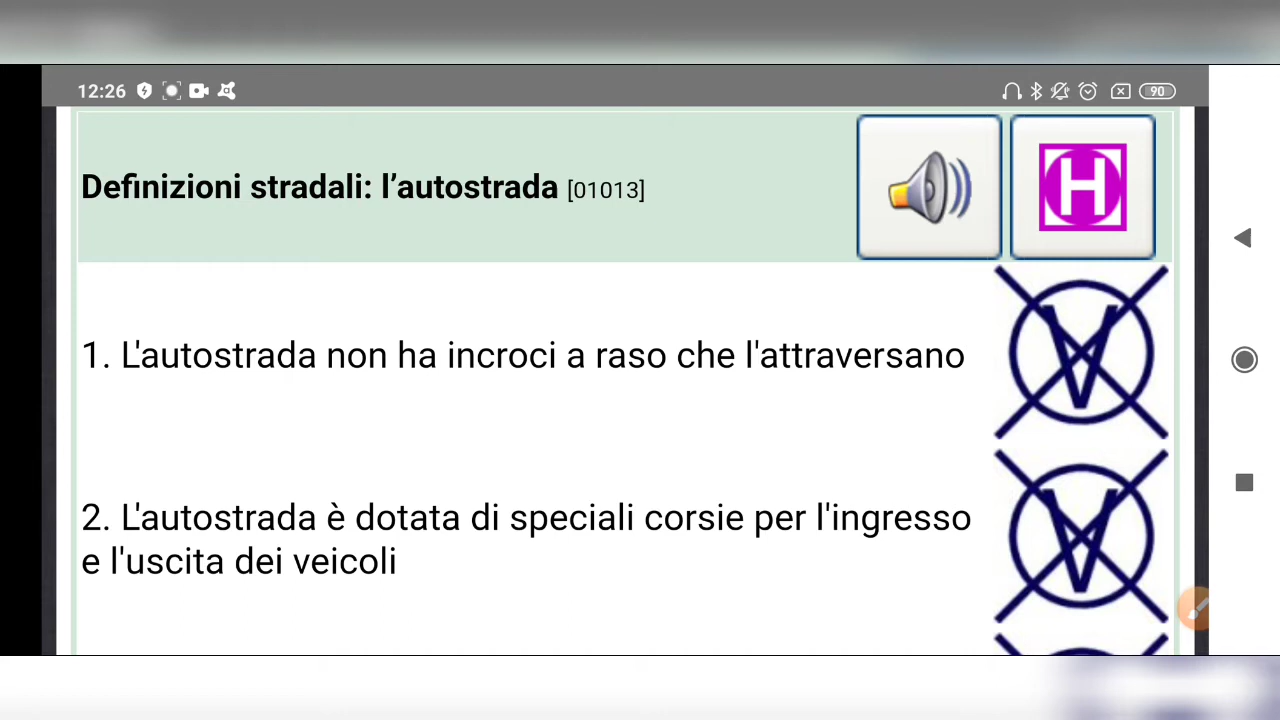 12:26
90
Definizioni stradali: l’autostrada [01013]
H
1. L'autostrada non ha incroci a raso che l'attraversano
V
2. L'autostrada è dotata di speciali corsie per l'ingresso
e l'uscita dei veicoli
V